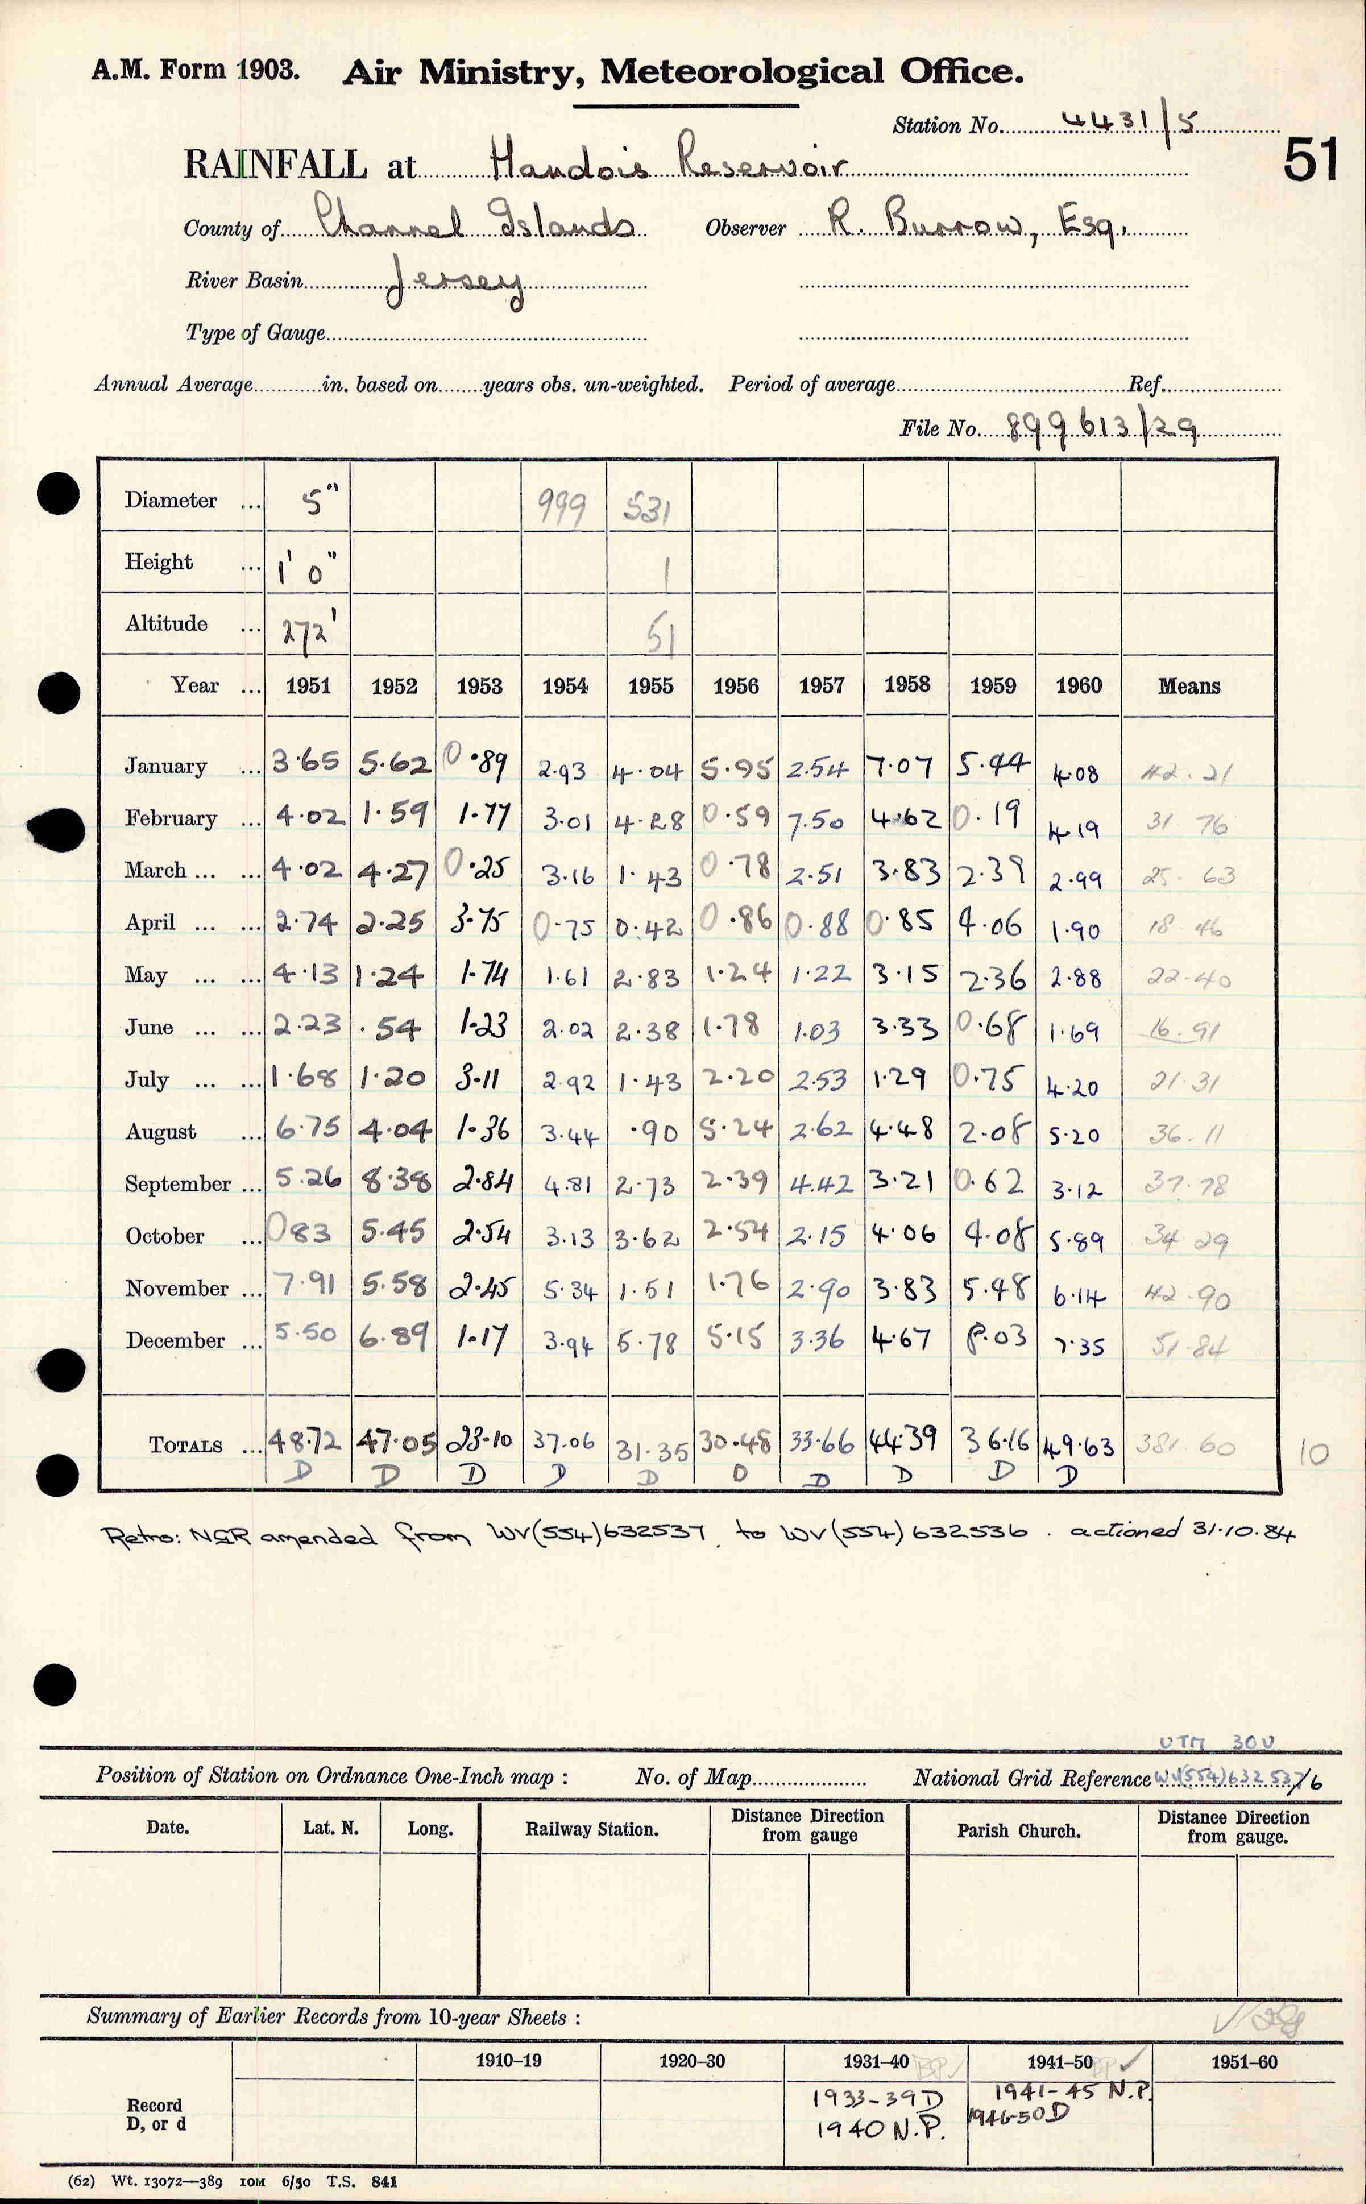 A.M. Form 1903. Air Ministry, Meteorological Office.
Station No. 4431/5
51
RAINFALL at Handois Reservoir
County of Channel Islands Observer R. Burrow, Esq.
River Basin Jersey
Type of Gauge
Annual Average in. based on years obs. un-weighted. Period of average Ref.
File No. 899613/29
Diameter ... 5" 999 531
Height ... 1' 0" 1
Altitude ... 272' 51
Year ... 1951 1952 1953 1954 1955 1956 1957 1958 1959 1960 Means
January ... 3.65 5.62 0.89 2.93 4.04 5.95 2.54 7.07 5.44 4.08 42.21
February ... 4.02 1.59 1.77 3.01 4.28 0.59 7.50 4.62 0.19 4.19 31 76
March ... ... 4.02 4.27 0.25 3.16 1.43 0.78 2.51 3.83 2.39 2.99 25.63
April ... ... 2.74 2.25 3.75 0.75 0.42 0.86 0.88 0.85 4.06 1.90 18 46
May ... ... 4.13 1.24 1.74 1.61 2.83 1.24 1.22 3.15 2.36 2.88 22.40
June ... ... 2.23 .54 1.23 2.02 2.38 1.78 1.03 3.33 0.68 1.69 16.91
July ... ... 1.68 1.20 3.11 2.92 1.43 2.20 2.53 1.29 0.75 4.20 21.31
August ... 6.75 4.04 1.36 3.44 .90 5.24 2.62 4.48 2.08 5.20 36.11
September ... 5.26 8.38 2.84 4.81 2.73 2.39 4.42 3.21 0.62 3.12 37.78
October ... 083 5.45 2.54 3.13 3.62 2.54 2.15 4.06 4.08 5.89 34 29
November ... 7.91 5.58 2.45 5.34 1.51 1.76 2.90 3.83 5.48 6.14 42.90
December ... 5.50 6.89 1.17 3.94 5.78 5.15 3.36 4.67 8.03 7.35 51.84
TOTALS ... 48.72 47.05 23.10 37.06 31.35 30.48 33.66 44.39 36.16 49.63 381.60 10
D D D D D D D D D D
Retro: NGR amended from WV(554)632537 to WV(554)632536. actioned 31.10.84
UTM 30U
Position of Station on Ordnance One-Inch map : No. of Map National Grid Reference WV(554)632 537/6
Date. Lat. N. Long. Railway Station. Distance Direction from gauge Parish Church. Distance Direction from gauge.
Summary of Earlier Records from 10-year Sheets :
1910-19 1920-30 1931-40 1941-50 1951-60
Record D, or d
1933-39 D 1941-45 N.P.
1940 N.P. 1946-50 D
(62) Wt. 13072—389 10M 6/50 T.S. 841